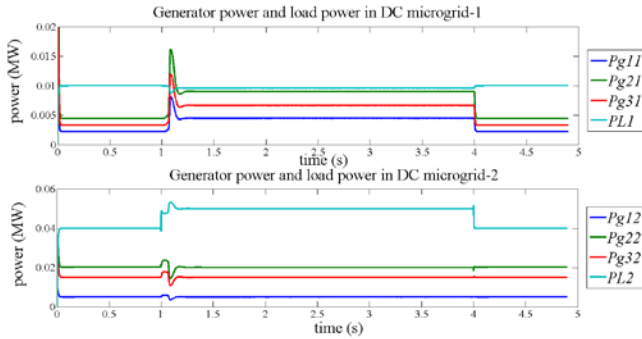 Generator power and load power in DC microgrid-1
power (MW)
0.02
0.015
0.01
0.005
0
0 0.5 1 1.5 2 2.5 3 3.5 4 4.5 5
time (s)
Pg11
Pg21
Pg31
PL1
Generator power and load power in DC microgrid-2
power (MW)
0.06
0.04
0.02
0
0 0.5 1 1.5 2 2.5 3 3.5 4 4.5 5
time (s)
Pg12
Pg22
Pg32
PL2